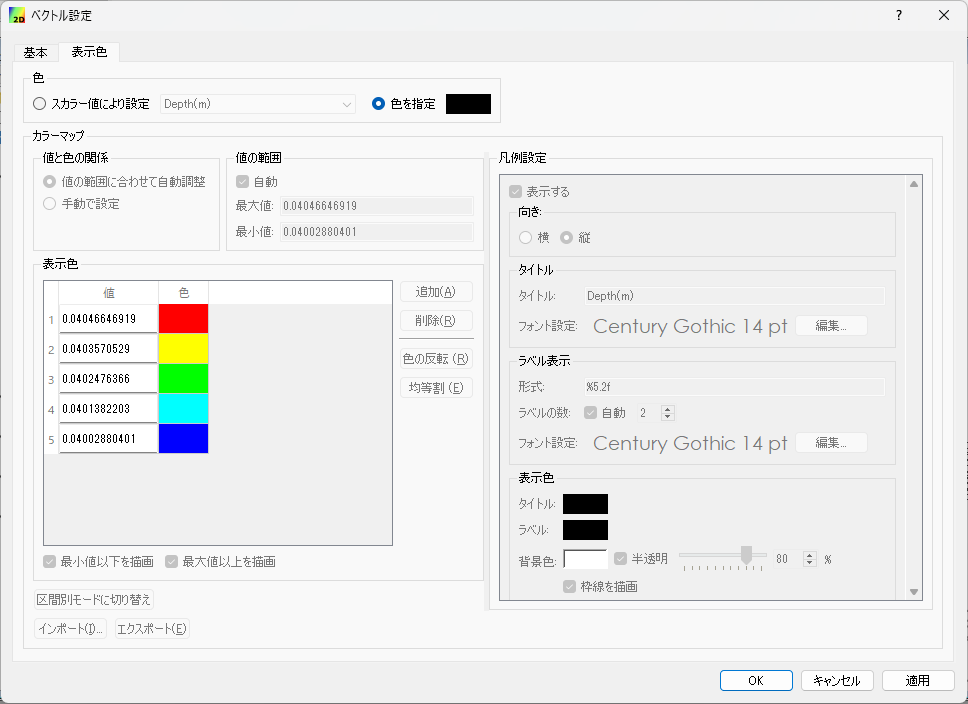 2D ベクトル設定 ?
基本 表示色
色
スカラー値により設定 Depth(m) 色を指定
カラーマップ
値と色の関係
値の範囲に合わせて自動調整
手動で設定
値の範囲
自動
最大値: 0.04046646919
最小値: 0.04002880401
表示色
値 色
1 0.04046646919
2 0.0403570529
3 0.0402476366
4 0.0401382203
5 0.04002880401
追加(A)
削除(R)
色の反転 (R)
均等割 (E)
最小値以下を描画 最大値以上を描画
区間別モードに切り替え
インポート(I)... エクスポート(E)
凡例設定
表示する
向き:
横 縦
タイトル
タイトル: Depth(m)
フォント設定: Century Gothic 14 pt 編集...
ラベル表示
形式: %5.2f
ラベルの数: 自動 2
フォント設定: Century Gothic 14 pt 編集...
表示色
タイトル:
ラベル:
背景色: 半透明 80 %
枠線を描画
OK キャンセル 適用